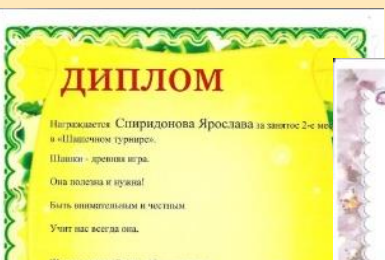 ДИПЛОМ
Награждается Спиридонова Ярослава за занятое 2-е
в «Шашечном турнире».
Шашки - древняя игра.
Она полезна и нужна!
Быть внимательным и честным
Учит нас всегда она.